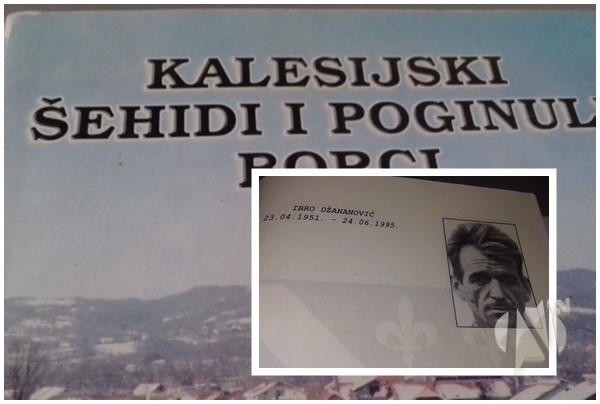 KALESIJSKI
ŠEHIDI I POGINUL
BORCI
IBRO DŽANANOVIĆ
23.04.1951. - 24.06.1995.